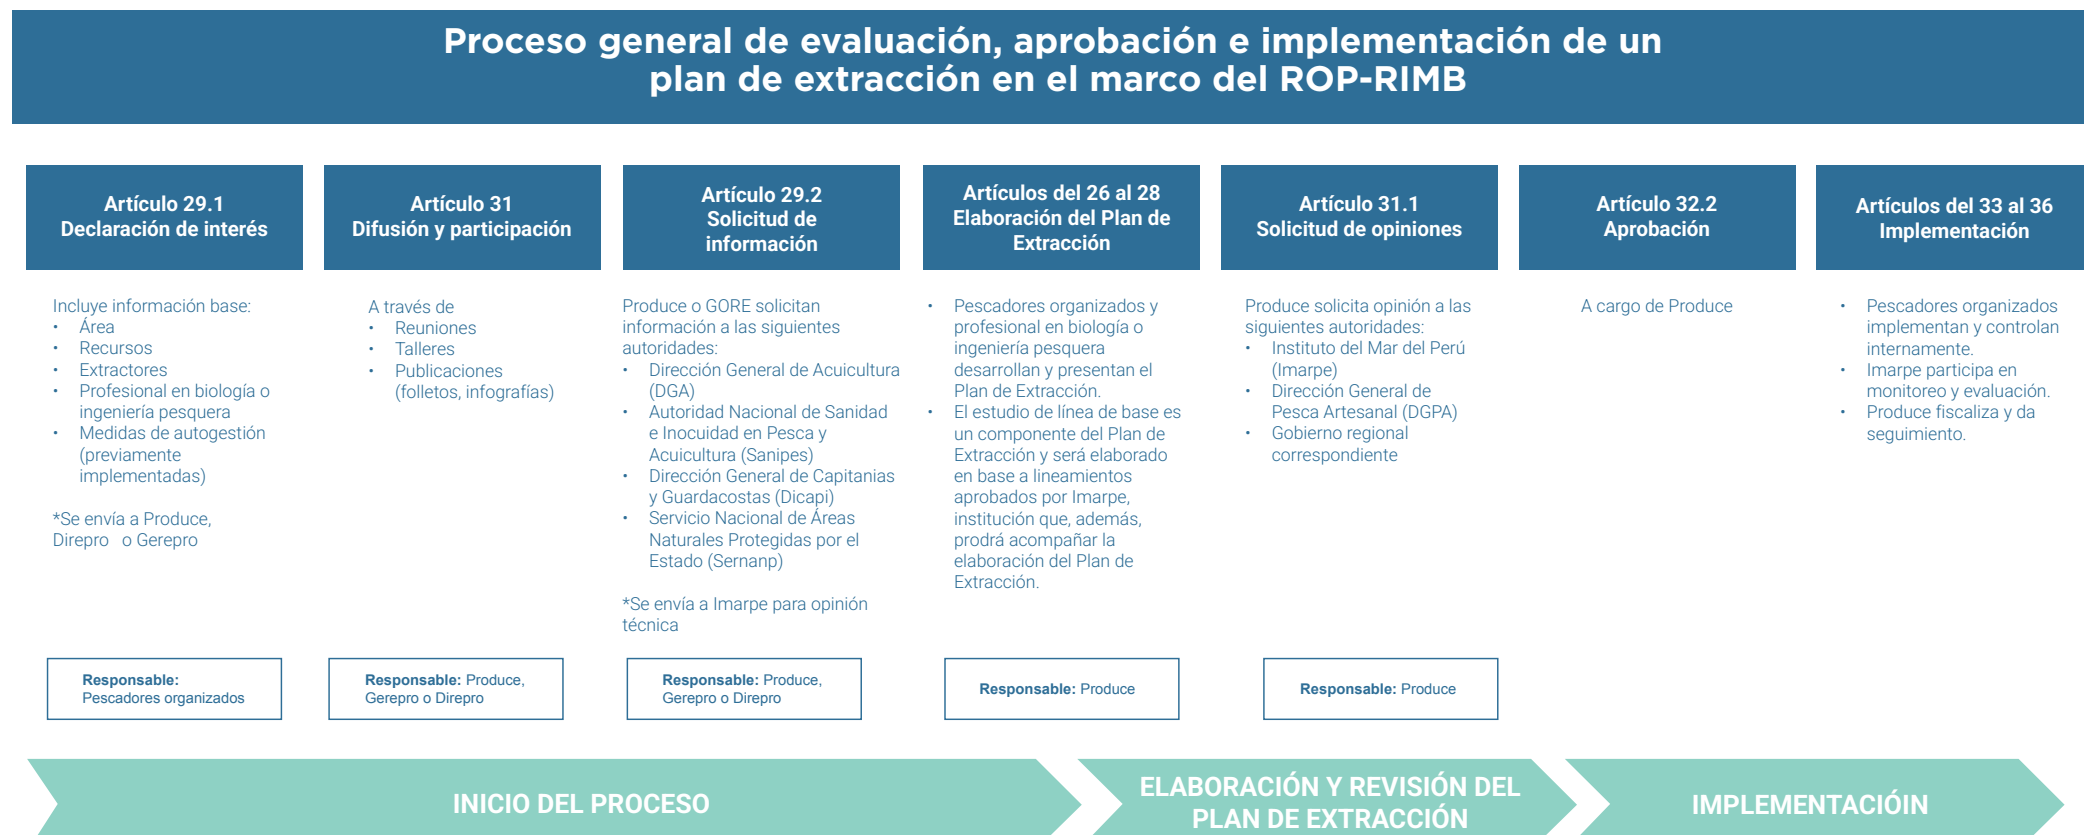 Proceso general de evaluación, aprobación e implementación de un
plan de extracción en el marco del ROP-RIMB
Artículo 29.1
Declaración de interés
Incluye información base:
• Área
• Recursos
• Extractores
• Profesional en biología o
ingeniería pesquera
• Medidas de autogestión
(previamente
implementadas)
*Se envía a Produce,
Direpro o Gerepro
Responsable:
Pescadores organizados
Artículo 31
Difusión y participación
A través de
• Reuniones
• Talleres
• Publicaciones
(folletos, infografías)
Responsable: Produce,
Gerepro o Direpro
Artículo 29.2
Solicitud de
información
Produce o GORE solicitan
información a las siguientes
autoridades:
• Dirección General de Acuicultura
(DGA)
• Autoridad Nacional de Sanidad
e Inocuidad en Pesca y
Acuicultura (Sanipes)
• Dirección General de Capitanias
y Guardacostas (Dicapi)
• Servicio Nacional de Áreas
Naturales Protegidas por el
Estado (Sernanp)
*Se envía a Imarpe para opinión
técnica
Responsable: Produce,
Gerepro o Direpro
Artículos del 26 al 28
Elaboración del Plan de
Extracción
• Pescadores organizados y
profesional en biología o
ingeniería pesquera
desarrollan y presentan el
Plan de Extracción.
• El estudio de línea de base es
un componente del Plan de
Extracción y será elaborado
en base a lineamientos
aprobados por Imarpe,
institución que, además,
prodrá acompañar la
elaboración del Plan de
Extracción.
Responsable: Produce
Artículo 31.1
Solicitud de opiniones
Produce solicita opinión a las
siguientes autoridades:
• Instituto del Mar del Perú
(Imarpe)
• Dirección General de
Pesca Artesanal (DGPA)
• Gobierno regional
correspondiente
Responsable: Produce
Artículo 32.2
Aprobación
A cargo de Produce
Artículos del 33 al 36
Implementación
• Pescadores organizados
implementan y controlan
internamente.
• Imarpe participa en
monitoreo y evaluación.
• Produce fiscaliza y da
seguimiento.
INICIO DEL PROCESO
ELABORACIÓN Y REVISIÓN DEL
PLAN DE EXTRACCIÓN
IMPLEMENTACIÓIN